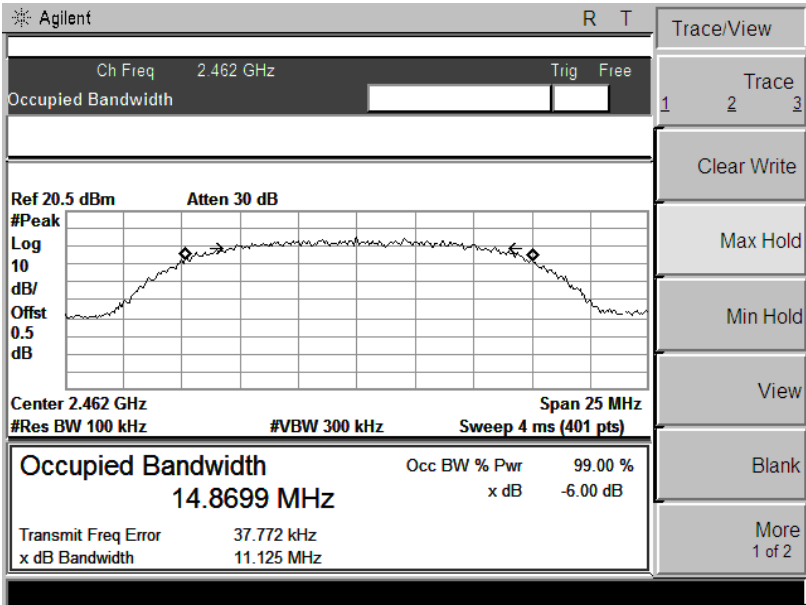 Agilent R T
Trace/View
Ch Freq 2.462 GHz Trig Free
Occupied Bandwidth
Trace
1 2 3
Clear Write
Max Hold
Min Hold
View
Blank
More
1 of 2
Ref 20.5 dBm Atten 30 dB
#Peak
Log
10
dB/
Offst
0.5
dB
Center 2.462 GHz Span 25 MHz
#Res BW 100 kHz #VBW 300 kHz Sweep 4 ms (401 pts)
Occupied Bandwidth Occ BW % Pwr 99.00 %
14.8699 MHz x dB -6.00 dB
Transmit Freq Error 37.772 kHz
x dB Bandwidth 11.125 MHz